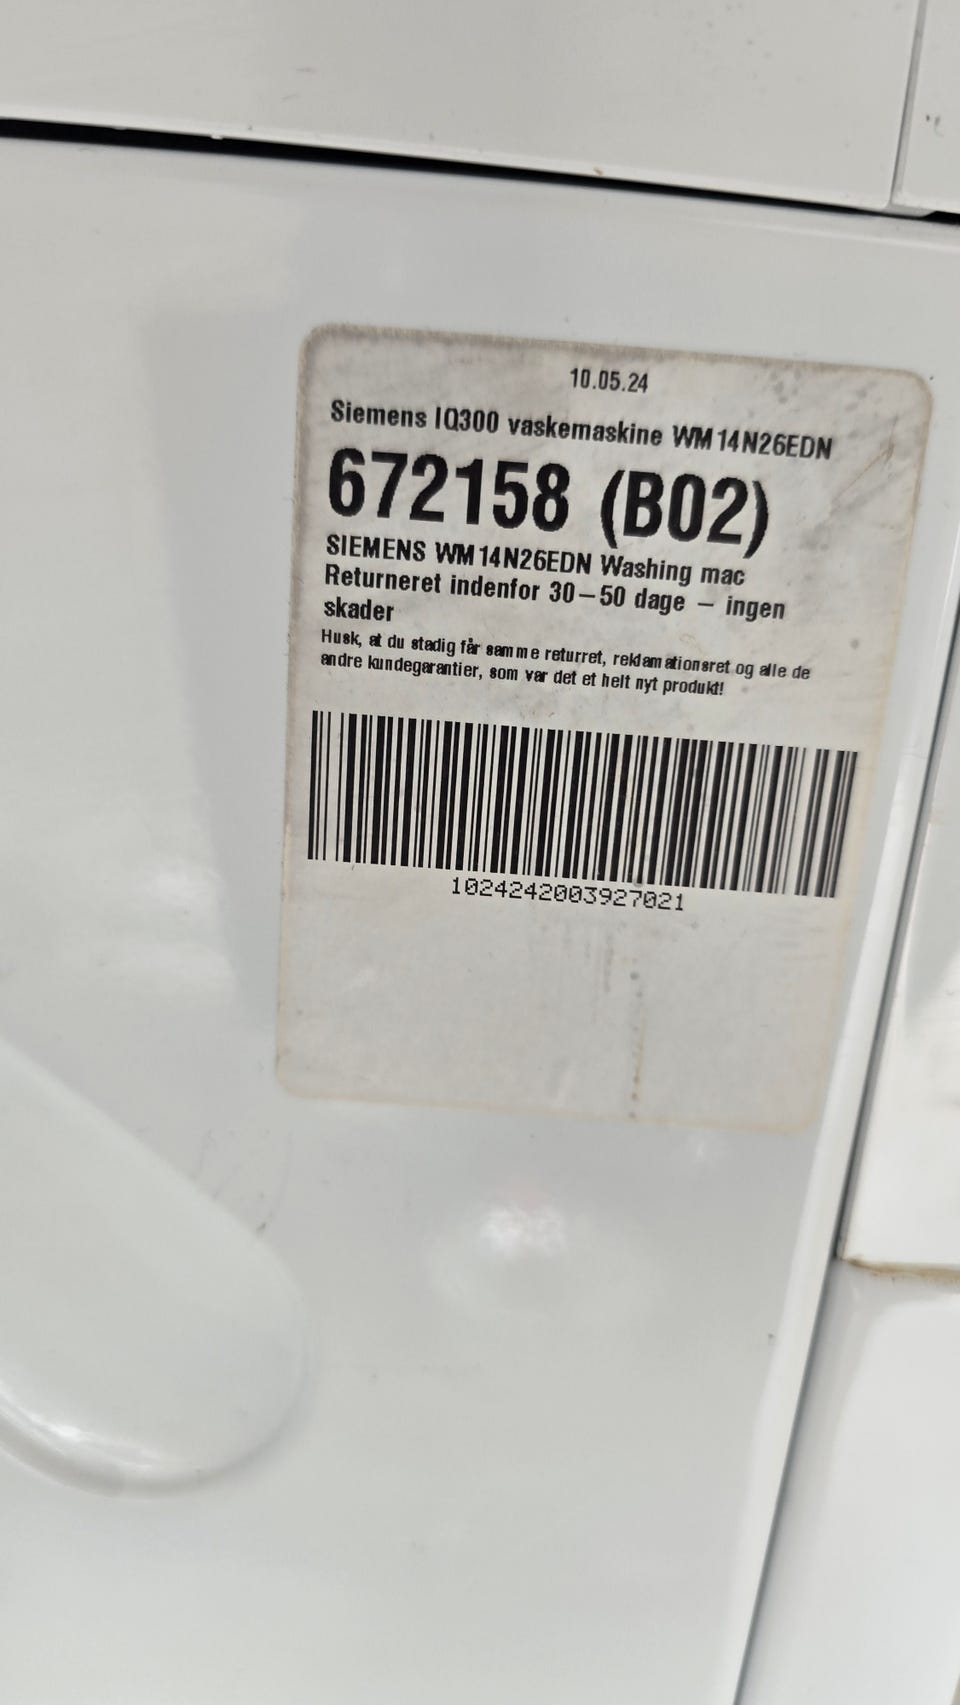 10.05.24
Siemens IQ300 vaskemaskine WM14N26EDN
672158 (B02)
SIEMENS WM14N26EDN Washing mac
Returneret indenfor 30-50 dage - ingen
skader
Husk, at du stadig får samme returret, reklamationsret og alle de
andre kundegarantier, som var det et helt nyt produkt!
1024242003927021